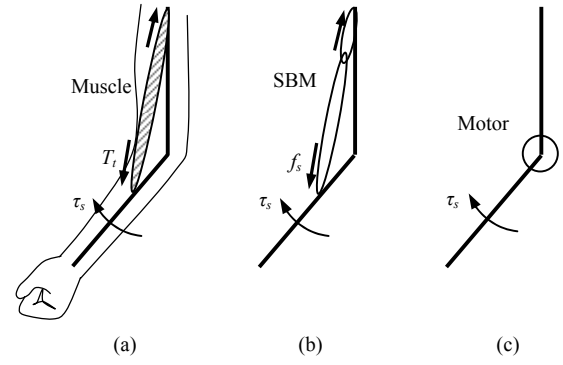 Muscle
T_t
τ_s
(a)
SBM
f_s
τ_s
(b)
Motor
τ_s
(c)